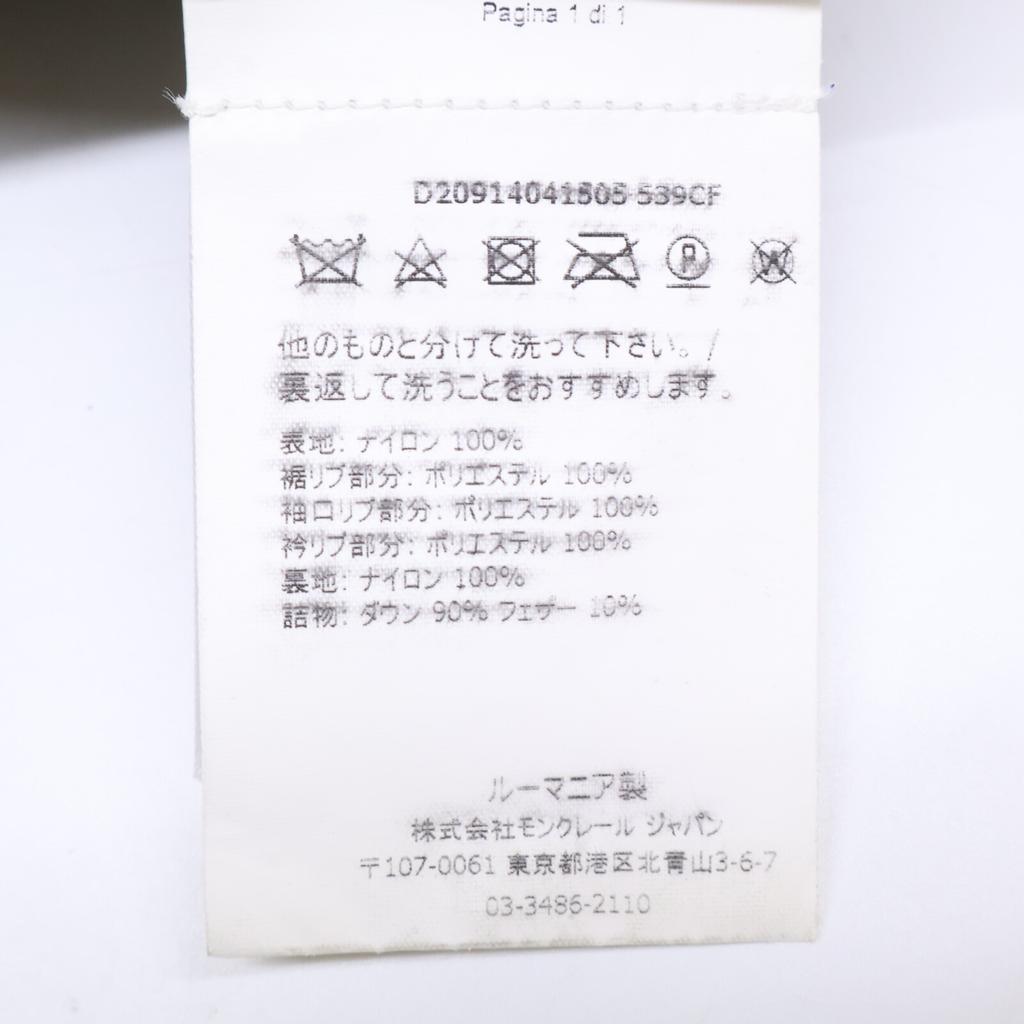 Pagina 1 di 1
D20914041805 539CF
他のものと分けて洗って下さい。/
裏返して洗うことをおすすめします。
表地: ナイロン 100%
裾リブ部分: ポリエステル 100%
袖口リブ部分: ポリエステル 100%
衿リブ部分: ポリエステル 100%
裏地: ナイロン 100%
詰物: ダウン 90% フェザー 10%
ルーマニア製
株式会社モンクレール ジャパン
〒107-0061 東京都港区北青山3-6-7
03-3486-2110